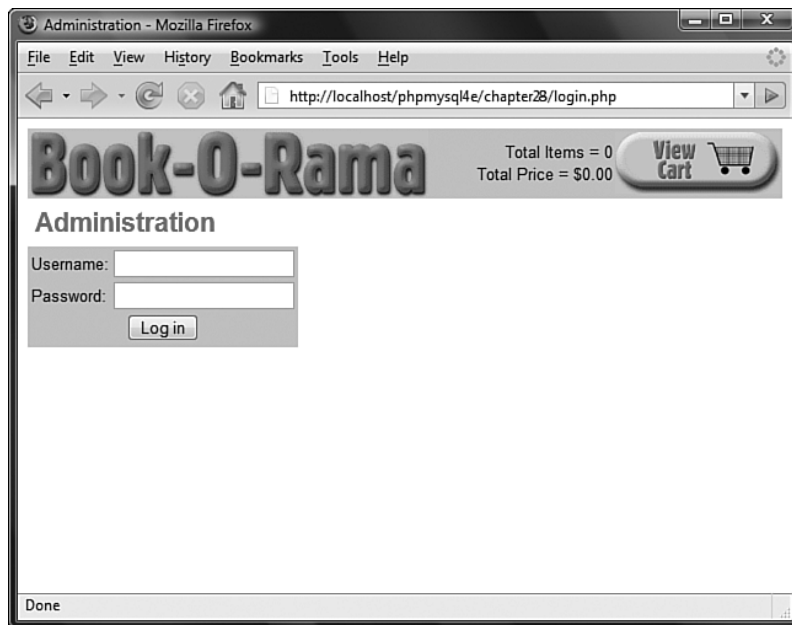 Administration - Mozilla Firefox
File Edit View History Bookmarks Tools Help
http://localhost/phpmysql4e/chapter28/login.php
Book-O-Rama
Total Items = 0
Total Price = $0.00
View Cart
Administration
Username:
Password:
Log in
Done